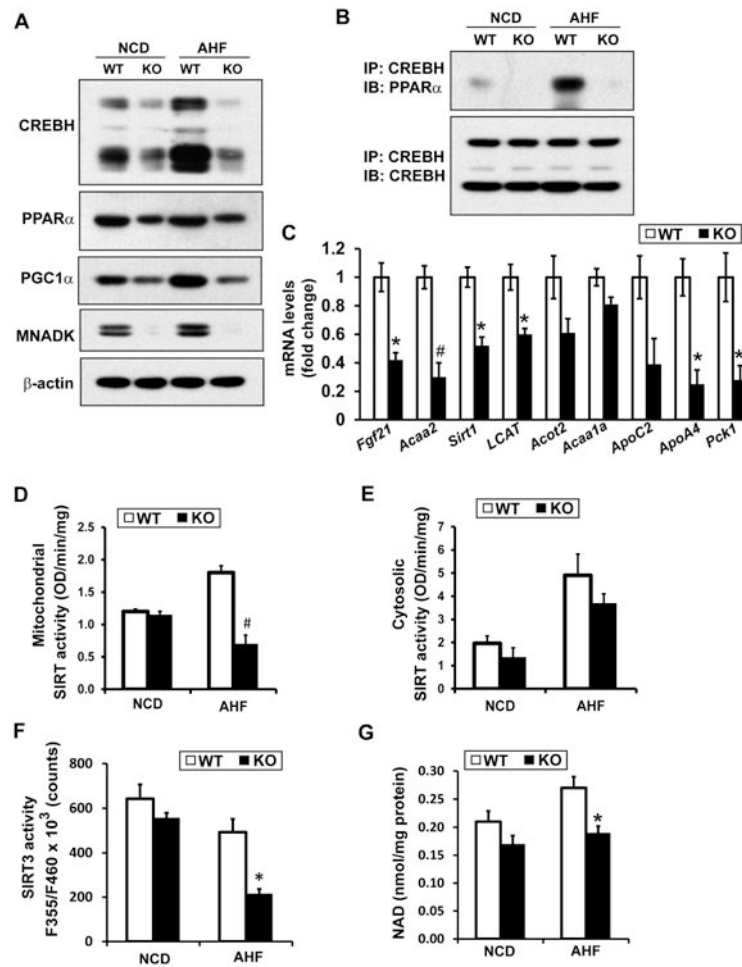 A
NCD AHF
WT KO WT KO
CREBH
PPARα
PGC1α
MNADK
β-actin
B
NCD AHF
WT KO WT KO
IP: CREBH
IB: PPARα
IP: CREBH
IB: CREBH
C
WT KO
mRNA levels
(fold change)
1.2
1
0.8
0.6
0.4
0.2
0
* # * * * *
Fgf21 Acaa2 Sirt1 LCAT Acot2 Acaa1a ApoC2 ApoA4 Pck1
D
WT KO
Mitochondrial
SIRT activity (OD/min/mg)
2.5
2.0
1.5
1.0
0.5
0.0
#
NCD AHF
E
WT KO
Cytosolic
SIRT activity (OD/min/mg)
7
6
5
4
3
2
1
0
NCD AHF
F
WT KO
SIRT3 activity
F355/F460 x 10³ (counts)
800
600
400
200
0
*
NCD AHF
G
WT KO
NAD (nmol/mg protein)
0.30
0.25
0.20
0.15
0.10
0.05
0.00
*
NCD AHF